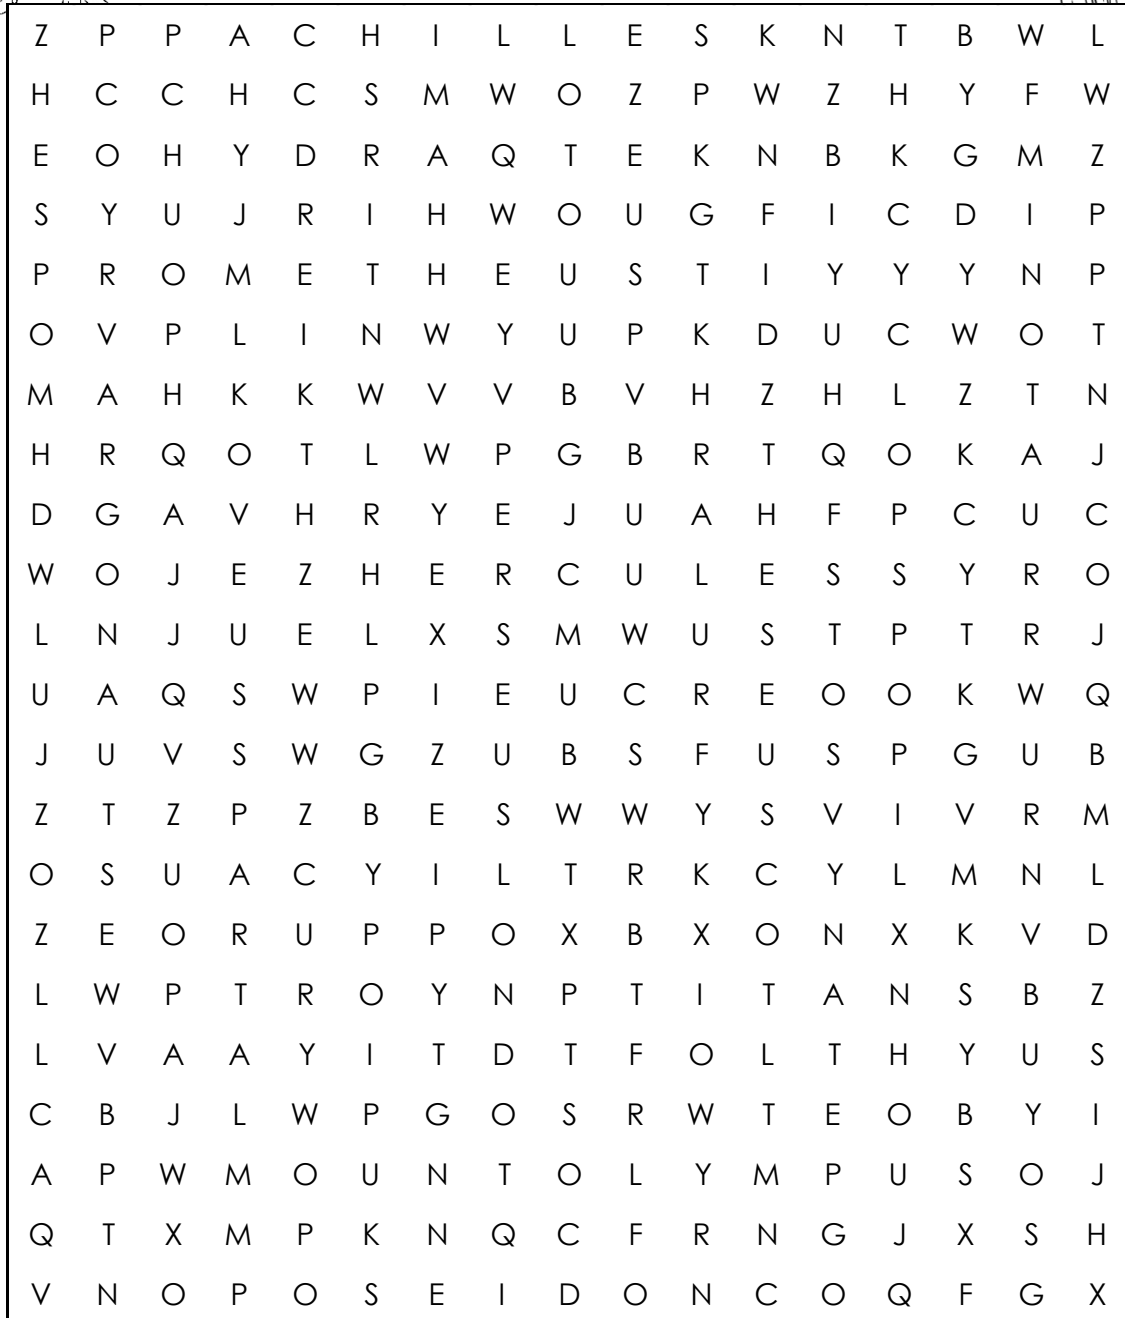 Z P P A C H I L L E S K N T B W L
H C C H C S M W O Z P W Z H Y F W
E O H Y D R A Q T E K N B K G M Z
S Y U J R I H W O U G F I C D I P
P R O M E T H E U S T I Y Y Y N P
O V P L I N W Y U P K D U C W O T
M A H K K W V V B V H Z H L Z T N
H R Q O T L W P G B R T Q O K A J
D G A V H R Y E J U A H F P C U C
W O J E Z H E R C U L E S S Y R O
L N J U E L X S M W U S T P T R J
U A Q S W P I E U C R E O O K W Q
J U V S W G Z U B S F U S P G U B
Z T Z P Z B E S W W Y S V I V R M
O S U A C Y I L T R K C Y L M N L
Z E O R U P P O X B X O N X K V D
L W P T R O Y N P T I T A N S B Z
L V A A Y I T D T F O L T H Y U S
C B J L W P G O S R W T E O B Y I
A P W M O U N T O L Y M P U S O J
Q T X M P K N Q C F R N G J X S H
V N O P O S E I D O N C O Q F G X